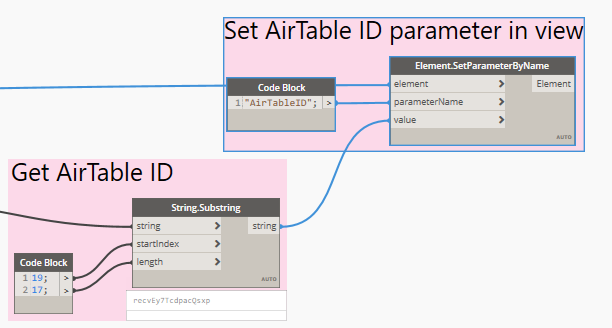 Set AirTable ID parameter in view
Element.SetParameterByName
Code Block
element > Element
1 "AirTableID"; >
parameterName >
value >
AUTO
Get AirTable ID
String.Substring
string > string
startIndex >
Code Block
length >
1 19; >
2 17; >
AUTO
recvEy7TcdpacQsxp